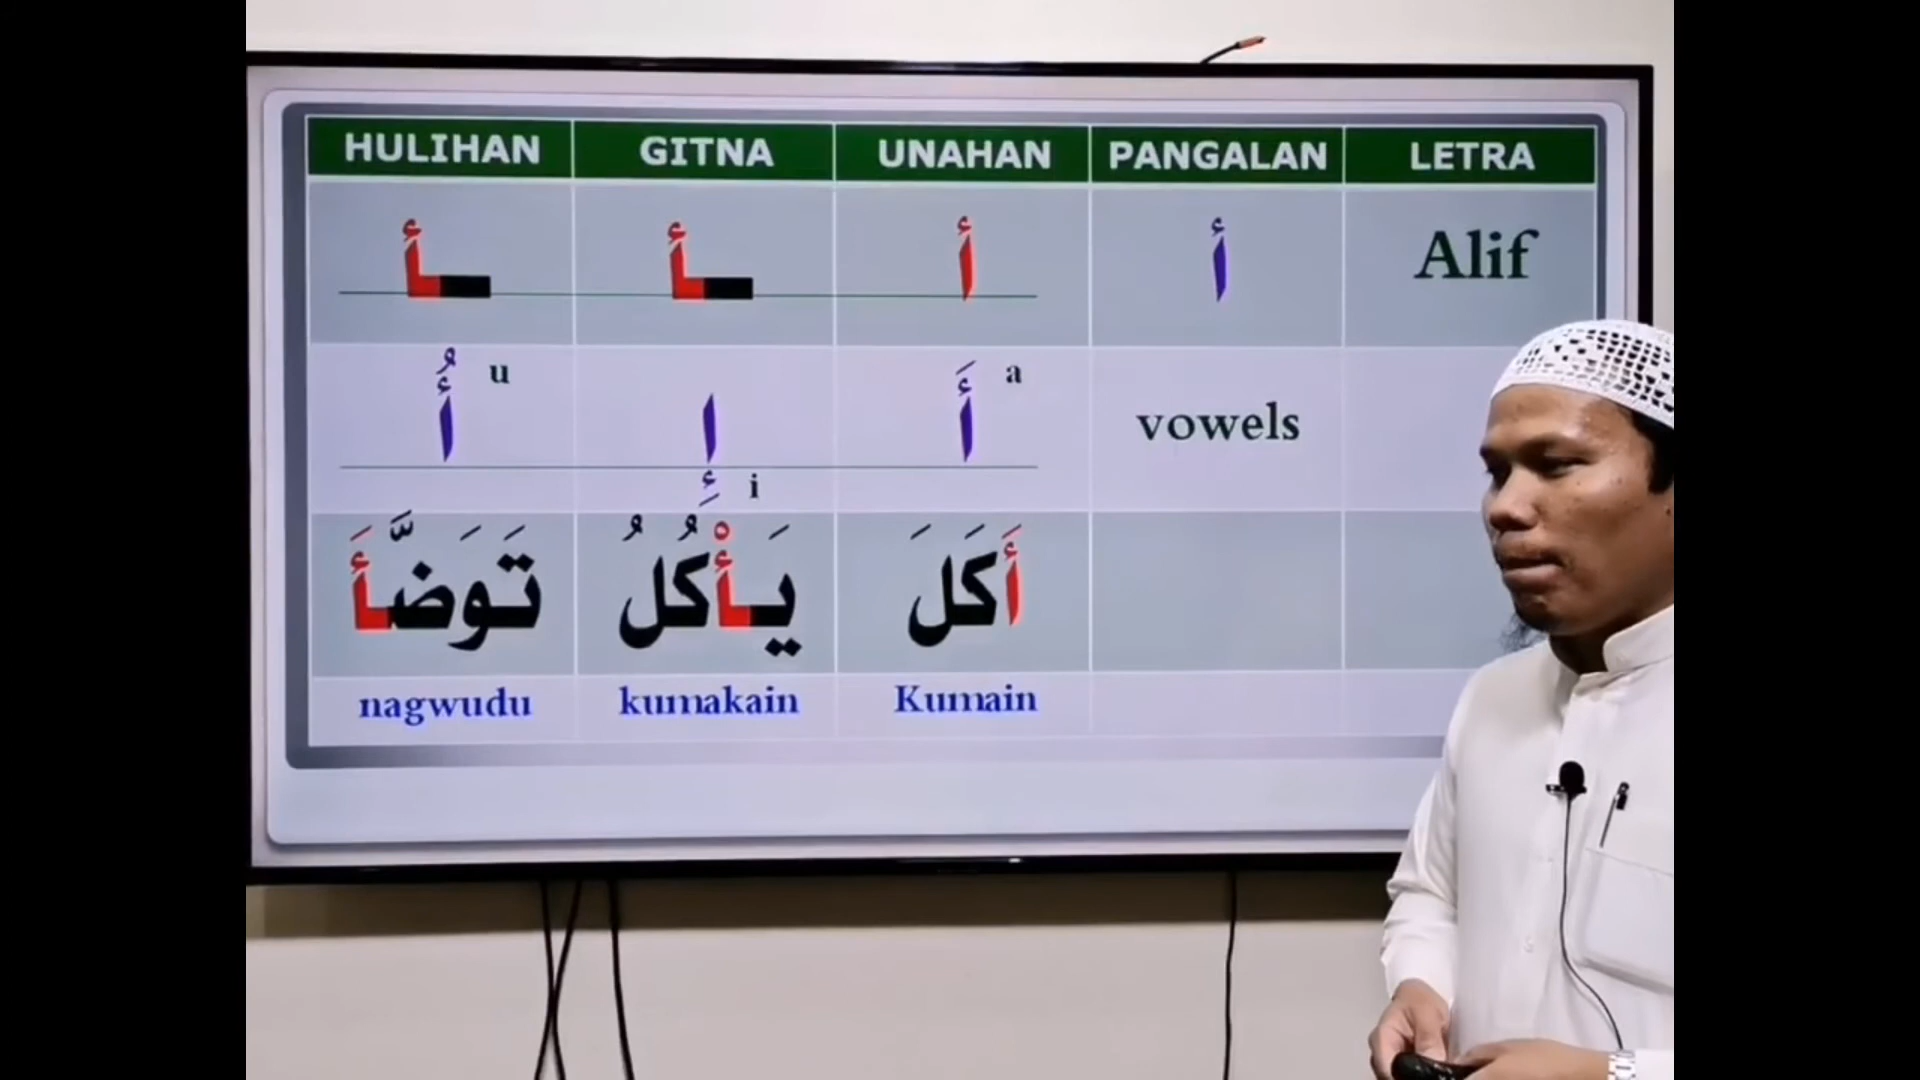 HULIHAN GITNA UNAHAN PANGALAN LETRA
ـأ ـأ أ أ Alif
أُ u إِ i أَ a vowels
تَوَضَّأَ يَأْكُلُ أَكَلَ
nagwudu kumakain Kumain